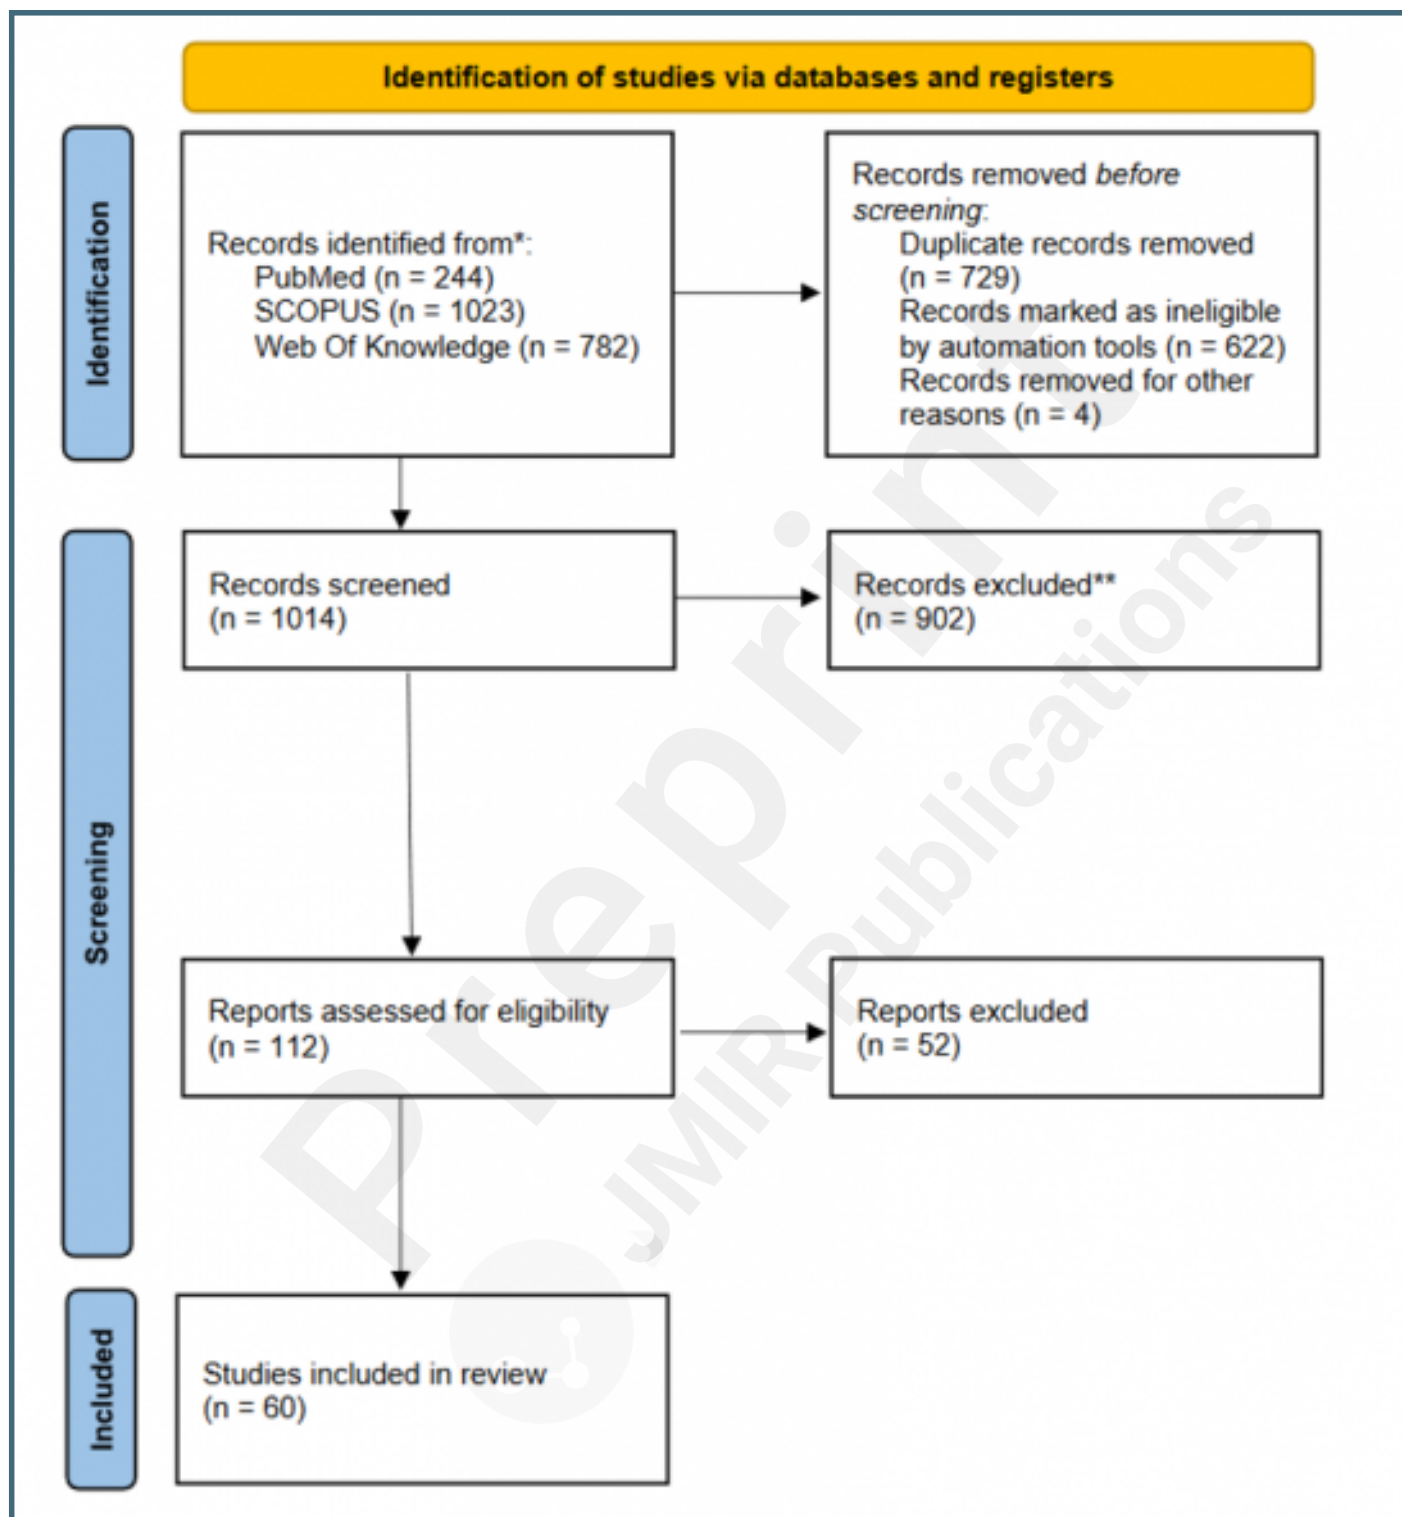 Identification of studies via databases and registers
Identification
Records identified from*:
PubMed (n = 244)
SCOPUS (n = 1023)
Web Of Knowledge (n = 782)
Records removed before
screening:
Duplicate records removed
(n = 729)
Records marked as ineligible
by automation tools (n = 622)
Records removed for other
reasons (n = 4)
Screening
Records screened
(n = 1014)
Records excluded**
(n = 902)
Reports assessed for eligibility
(n = 112)
Reports excluded
(n = 52)
Included
Studies included in review
(n = 60)
Preprint
JMIR Publications